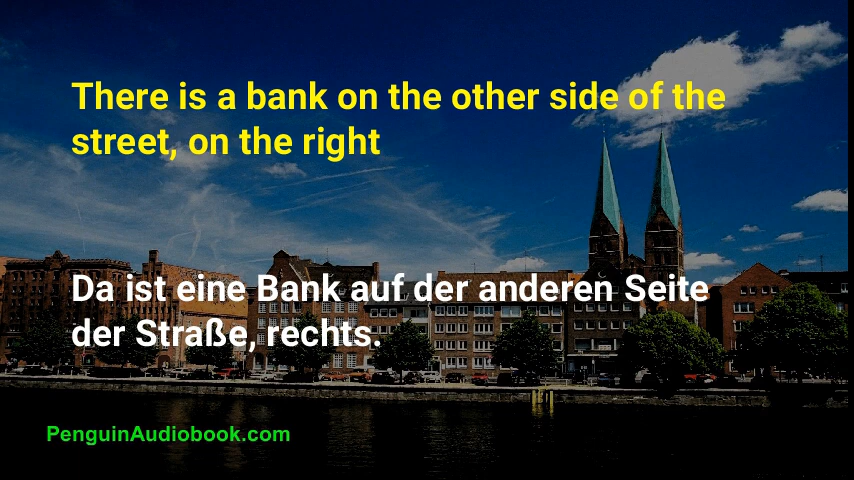 There is a bank on the other side of the
street, on the right
Da ist eine Bank auf der anderen Seite
der Straße, rechts.
PenguinAudiobook.com